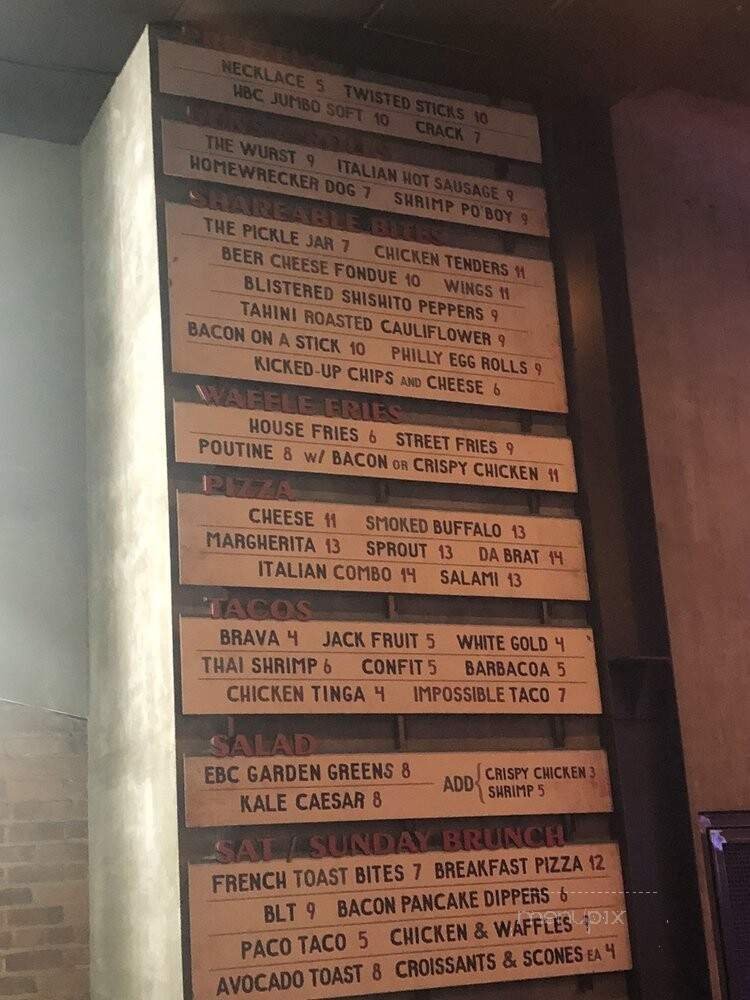 NECKLACE 5 TWISTED STICKS 10
HBC JUMBO SOFT 10 CRACK 7
THE WURST 9 ITALIAN HOT SAUSAGE 9
HOMEWRECKER DOG 7 SHRIMP PO'BOY 9
SHAREABLE BITES
THE PICKLE JAR 7 CHICKEN TENDERS 11
BEER CHEESE FONDUE 10 WINGS 11
BLISTERED SHISHITO PEPPERS 9
TAHINI ROASTED CAULIFLOWER 9
BACON ON A STICK 10 PHILLY EGG ROLLS 9
KICKED-UP CHIPS AND CHEESE 6
WAFFLE FRIES
HOUSE FRIES 6 STREET FRIES 9
POUTINE 8 W/ BACON OR CRISPY CHICKEN 11
PIZZA
CHEESE 11 SMOKED BUFFALO 13
MARGHERITA 13 SPROUT 13 DA BRAT 14
ITALIAN COMBO 14 SALAMI 13
TACOS
BRAVA 4 JACK FRUIT 5 WHITE GOLD 4
THAI SHRIMP 6 CONFIT 5 BARBACOA 5
CHICKEN TINGA 4 IMPOSSIBLE TACO 7
SALAD
EBC GARDEN GREENS 8
KALE CAESAR 8
ADD { CRISPY CHICKEN 3
SHRIMP 5
SAT / SUNDAY BRUNCH
FRENCH TOAST BITES 7 BREAKFAST PIZZA 12
BLT 9 BACON PANCAKE DIPPERS 6
menupix
PACO TACO 5 CHICKEN & WAFFLES
AVOCADO TOAST 8 CROISSANTS & SCONES EA 4